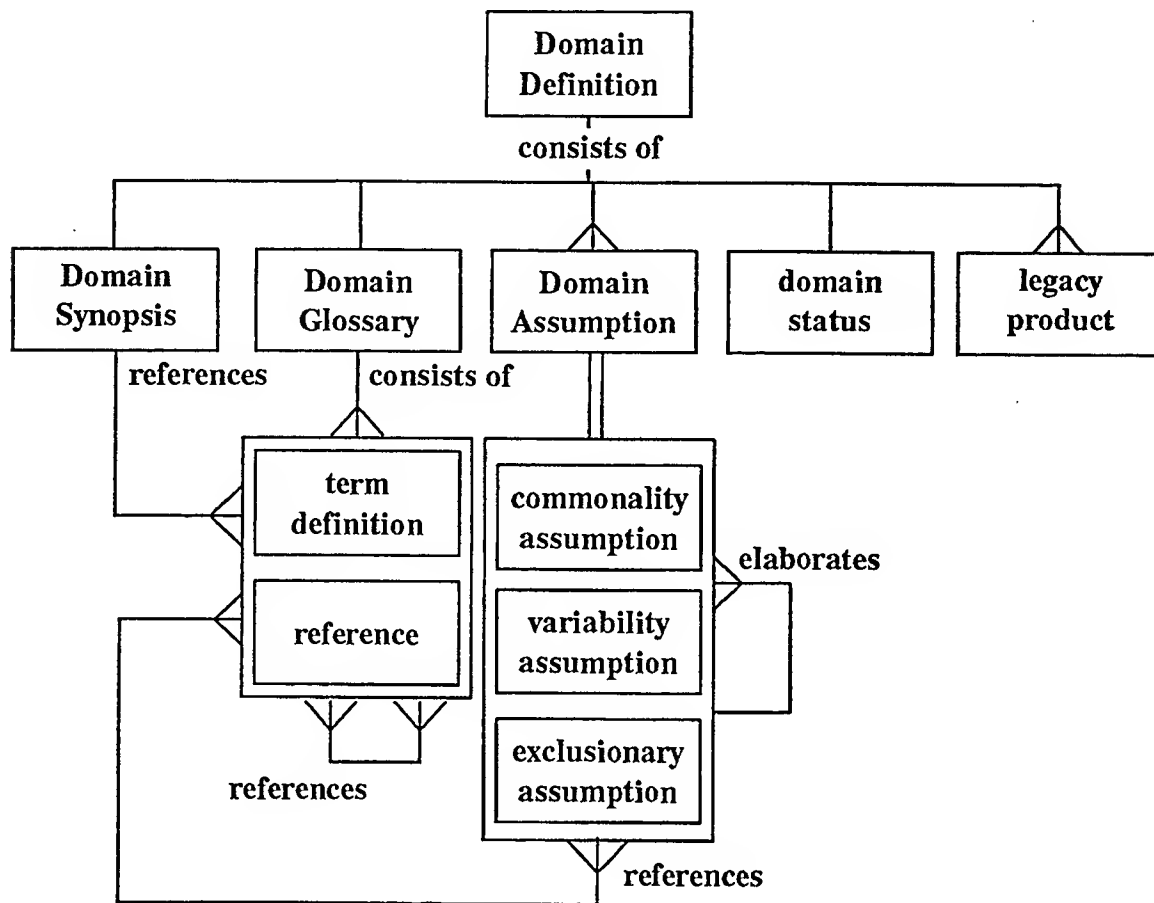 Domain
Definition
consists of
Domain
Synopsis
Domain
Glossary
Domain
Assumption
domain
status
legacy
product
references
consists of
term
definition
reference
references
commonality
assumption
variability
assumption
exclusionary
assumption
elaborates
references